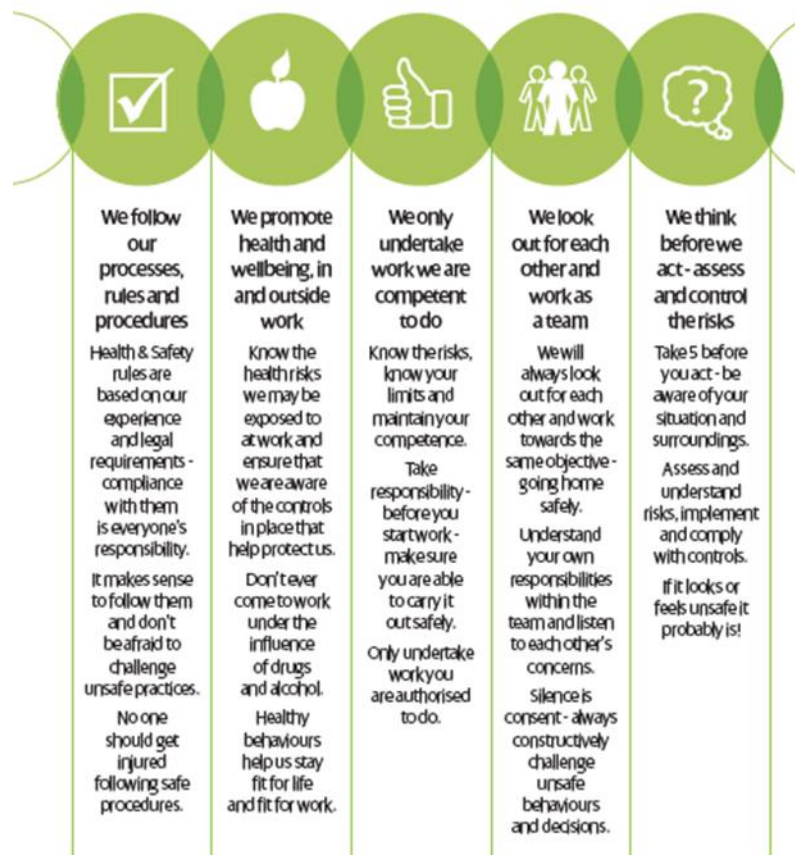 ?
We follow
our
processes,
rules and
procedures
Health & Safety
rules are
based on our
experience
and legal
requirements -
compliance
with them
is everyone's
responsibility.
It makes sense
to follow them
and don't
be afraid to
challenge
unsafe practices.
No one
should get
injured
following safe
procedures.
We promote
health and
wellbeing, in
and outside
work
Know the
health risks
we may be
exposed to
at work and
ensure that
we are aware
of the controls
in place that
help protect us.
Don't ever
come to work
under the
influence
of drugs
and alcohol.
Healthy
behaviours
help us stay
fit for life
and fit for work.
We only
undertake
work we are
competent
to do
Know the risks,
know your
limits and
maintain your
competence.
Take
responsibility -
before you
start work -
make sure
you are able
to carry it
out safely.
Only undertake
work you
are authorised
to do.
We look
out for each
other and
work as
a team
We will
always look
out for each
other and work
towards the
same objective -
going home
safely.
Understand
your own
responsibilities
within the
team and listen
to each other's
concerns.
Silence is
consent - always
constructively
challenge
unsafe
behaviours
and decisions.
We think
before we
act - assess
and control
the risks
Take 5 before
you act - be
aware of your
situation and
surroundings.
Assess and
understand
risks, implement
and comply
with controls.
If it looks or
feels unsafe it
probably is!